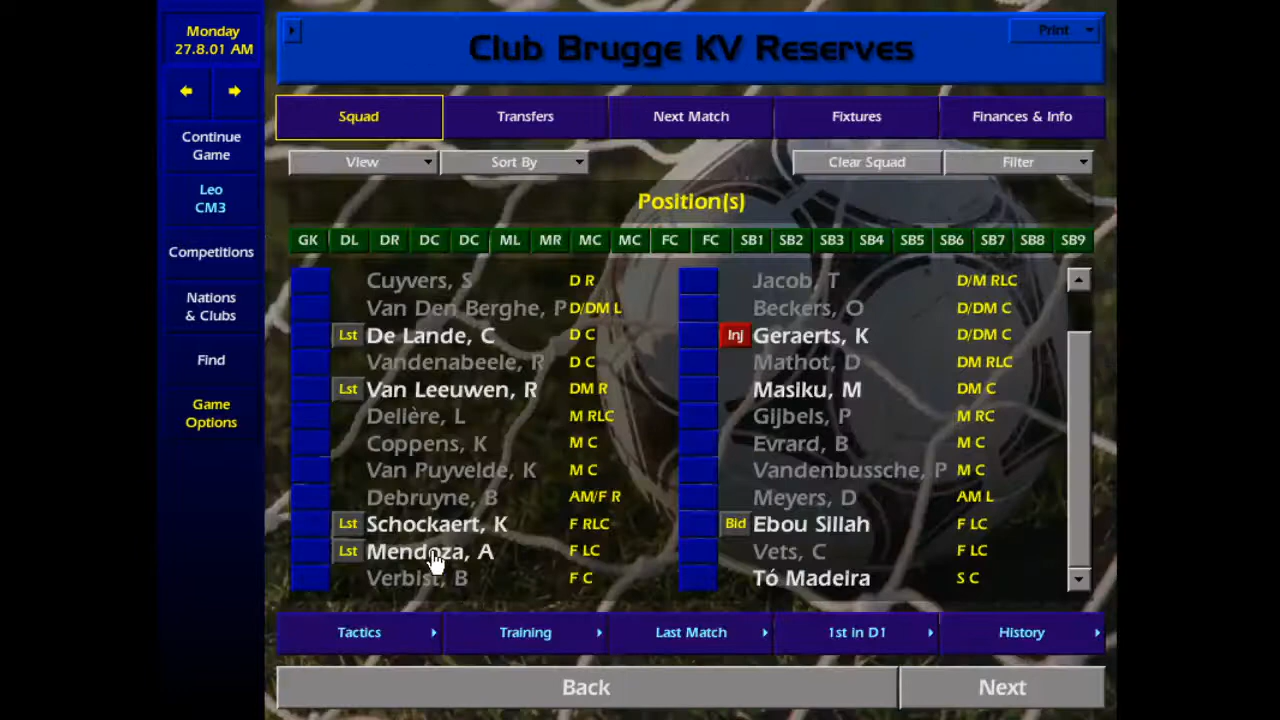 Monday
27.8.01 AM
Continue
Game
Leo
CM3
Competitions
Nations
& Clubs
Find
Game
Options
Club Brugge KV Reserves
Print
Squad Transfers Next Match Fixtures Finances & Info
View Sort By Clear Squad Filter
Position(s)
GK DL DR DC DC ML MR MC MC FC FC SB1 SB2 SB3 SB4 SB5 SB6 SB7 SB8 SB9
Cuyvers, S D R Jacob, T D/M RLC
Van Den Berghe, P D/DM L Beckers, O D/DM C
Lst De Lande, C D C Inj Geraerts, K D/DM C
Vandenabeele, R D C Mathot, D DM RLC
Lst Van Leeuwen, R DM R Masiku, M DM C
Delière, L M RLC Gijbels, P M RC
Coppens, K M C Evrard, B M C
Van Puyvelde, K M C Vandenbussche, P M C
Debruyne, B AM/F R Meyers, D AM L
Lst Schockaert, K F RLC Bid Ebou Sillah F LC
Lst Mendoza, A F LC Vets, C F LC
Verbist, B F C Tó Madeira S C
Tactics Training Last Match 1st in D1 History
Back Next